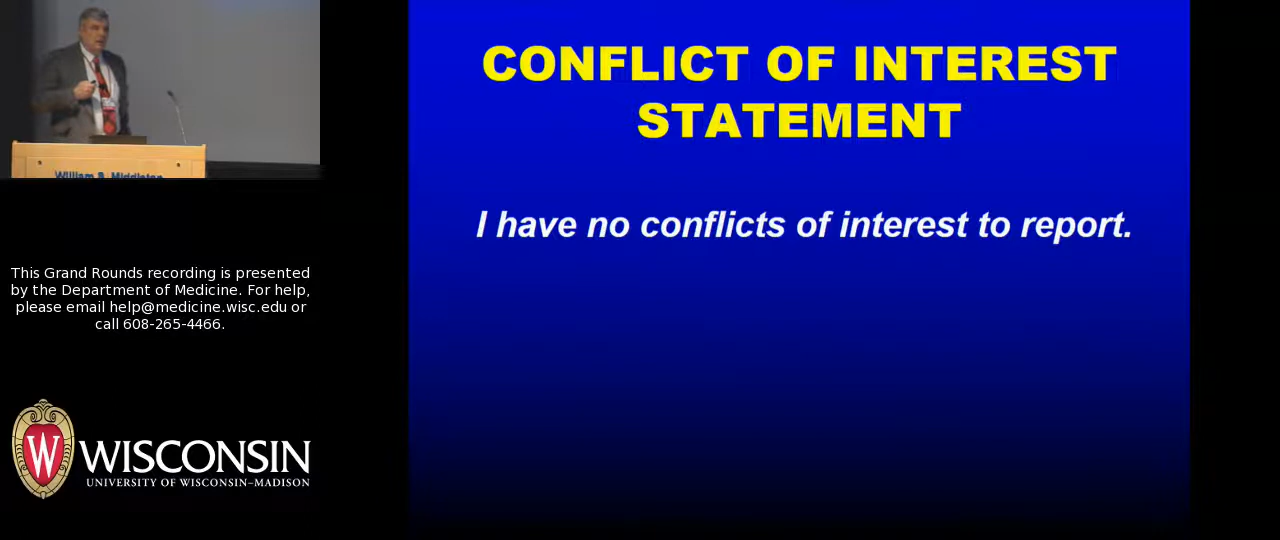 CONFLICT OF INTEREST
STATEMENT
I have no conflicts of interest to report.
William S. Middleton
This Grand Rounds recording is presented
by the Department of Medicine. For help,
please email help@medicine.wisc.edu or
call 608-265-4466.
W
WISCONSIN
UNIVERSITY OF WISCONSIN–MADISON